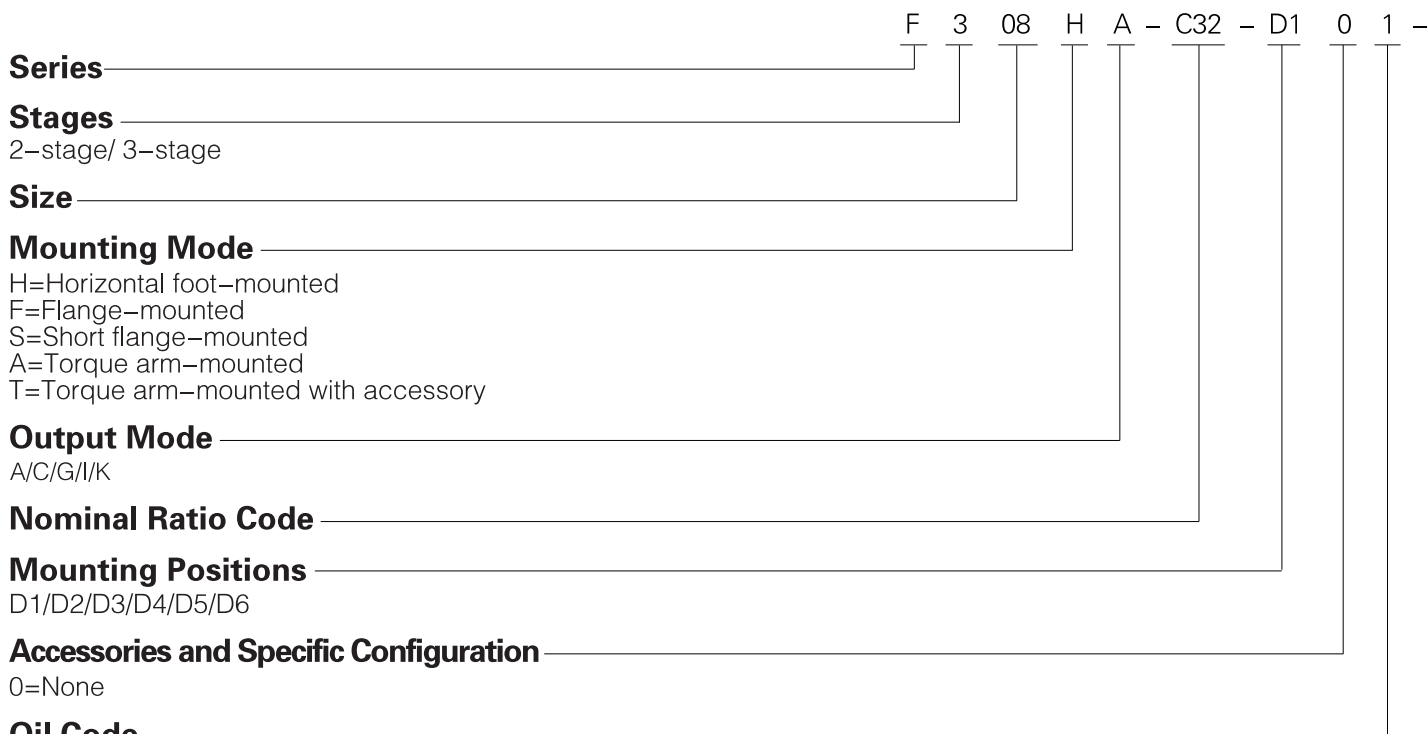 F 3 08 H A – C32 – D1 0 1 –
Series
Stages
2–stage/ 3–stage
Size
Mounting Mode
H=Horizontal foot–mounted
F=Flange–mounted
S=Short flange–mounted
A=Torque arm–mounted
T=Torque arm–mounted with accessory
Output Mode
A/C/G/I/K
Nominal Ratio Code
Mounting Positions
D1/D2/D3/D4/D5/D6
Accessories and Specific Configuration
0=None
Oil Code